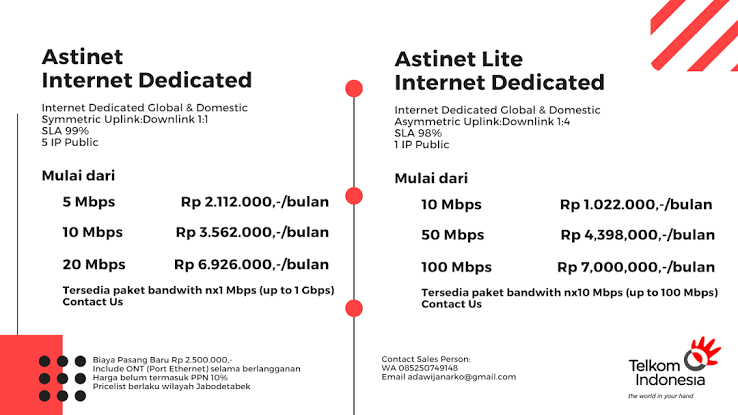 Astinet
Internet Dedicated
Internet Dedicated Global & Domestic
Symmetric Uplink:Downlink 1:1
SLA 99%
5 IP Public
Mulai dari
5 Mbps Rp 2.112.000,-/bulan
10 Mbps Rp 3.562.000,-/bulan
20 Mbps Rp 6.926.000,-/bulan
Tersedia paket bandwith nx1 Mbps (up to 1 Gbps)
Contact Us
Biaya Pasang Baru Rp 2.500.000,-
Include ONT (Port Ethernet) selama berlangganan
Harga belum termasuk PPN 10%
Pricelist berlaku wilayah Jabodetabek
Astinet Lite
Internet Dedicated
Internet Dedicated Global & Domestic
Asymmetric Uplink:Downlink 1:4
SLA 98%
1 IP Public
Mulai dari
10 Mbps Rp 1.022.000,-/bulan
50 Mbps Rp 4,398,000,-/bulan
100 Mbps Rp 7,000,000,-/bulan
Tersedia paket bandwith nx10 Mbps (up to 100 Mbps)
Contact Us
Contact Sales Person:
WA 085250749148
Email adawijanarko@gmail.com
Telkom
Indonesia
the world in your hand